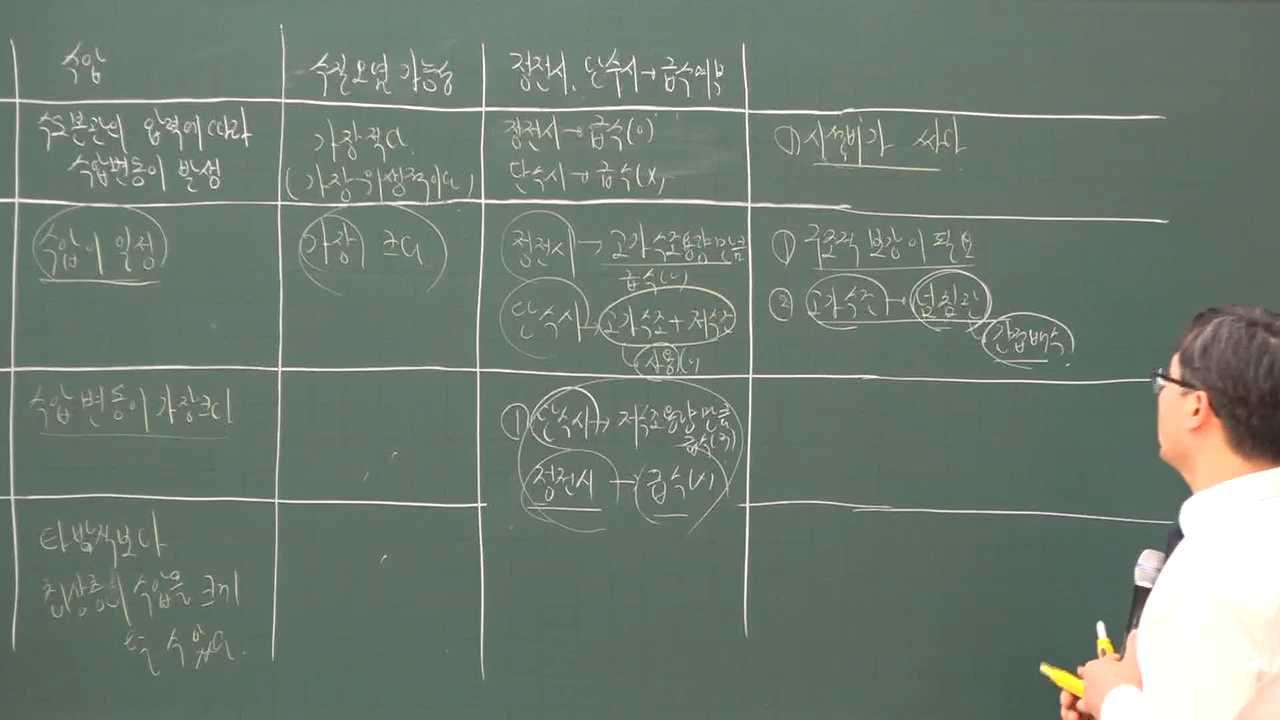 수압
수질오염 가능성
정전시, 단수시→급수여부
수도본관의 압력에 따라
수압변동이 발생
가장 적다.
(가장 위생적이다)
정전시→급수(O)
단수시→급수(X)
① 시설비가 싸다
수압이 일정
가장 크다
정전시→고가수조용량만큼
급수(O)
단수시→고가수조+저수조
사용
① 구조적 보강이 필요
② 고가수조→넘침관
간접배수
수압변동이 가장크다
① 단수시→저수조용량만큼
급수
정전시→급수(X)
타방식보다
최상층의 수압을 크게
할 수 있다.